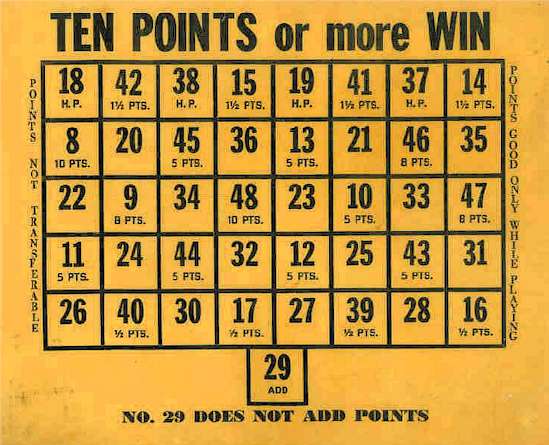 TEN POINTS or more WIN
18 42 38 15 19 41 37 14
H.P. 1½ PTS. H.P. 1½ PTS. H.P. 1½ PTS. H.P. 1½ PTS.
8 20 45 36 13 21 46 35
10 PTS. 5 PTS. 5 PTS. 8 PTS.
22 9 34 48 23 10 33 47
8 PTS. 10 PTS. 5 PTS. 8 PTS.
11 24 44 32 12 25 43 31
5 PTS. 5 PTS. 5 PTS. 5 PTS.
26 40 30 17 27 39 28 16
½ PTS. ½ PTS. ½ PTS. ½ PTS.
29
ADD
NO. 29 DOES NOT ADD POINTS
POINTS NOT TRANSFERABLE
POINTS GOOD ONLY WHILE PLAYING